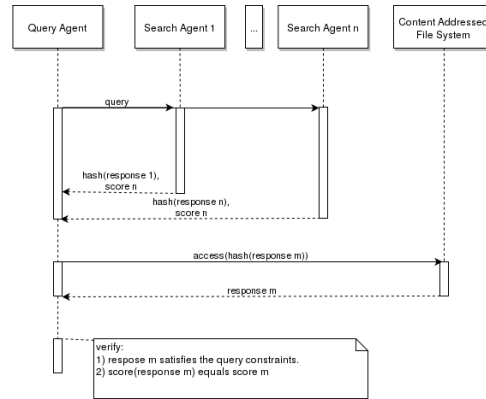 Query Agent
Search Agent 1
...
Search Agent n
Content Addressed
File System
query
hash(response 1),
score n
hash(response n),
score n
access(hash(response m))
response m
verify:
1) respose m satisfies the query constraints.
2) score(response m) equals score m